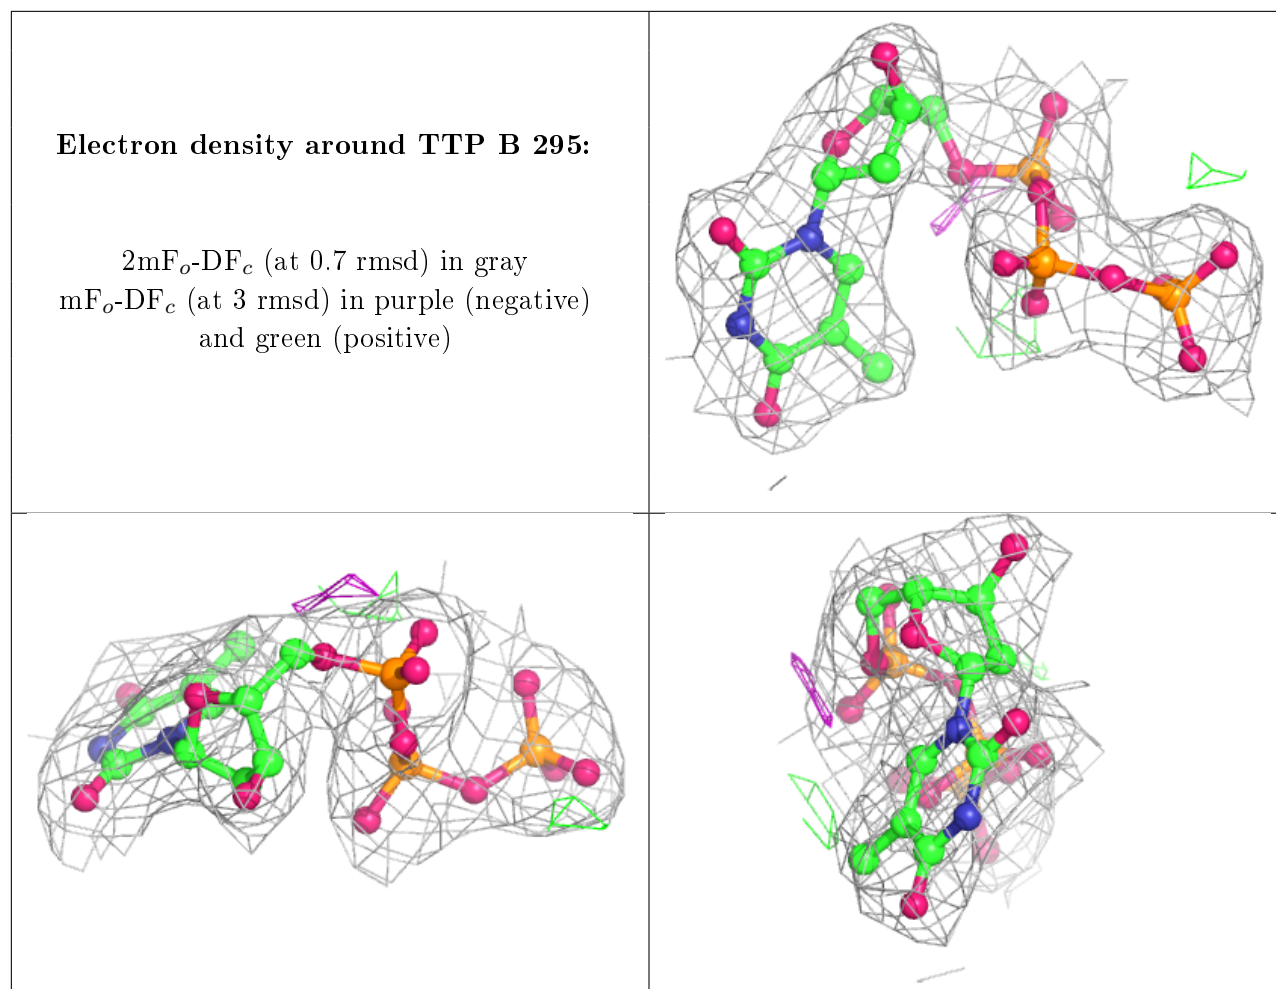 Electron density around TTP B 295:
2mFo-DFc (at 0.7 rmsd) in gray
mFo-DFc (at 3 rmsd) in purple (negative)
and green (positive)